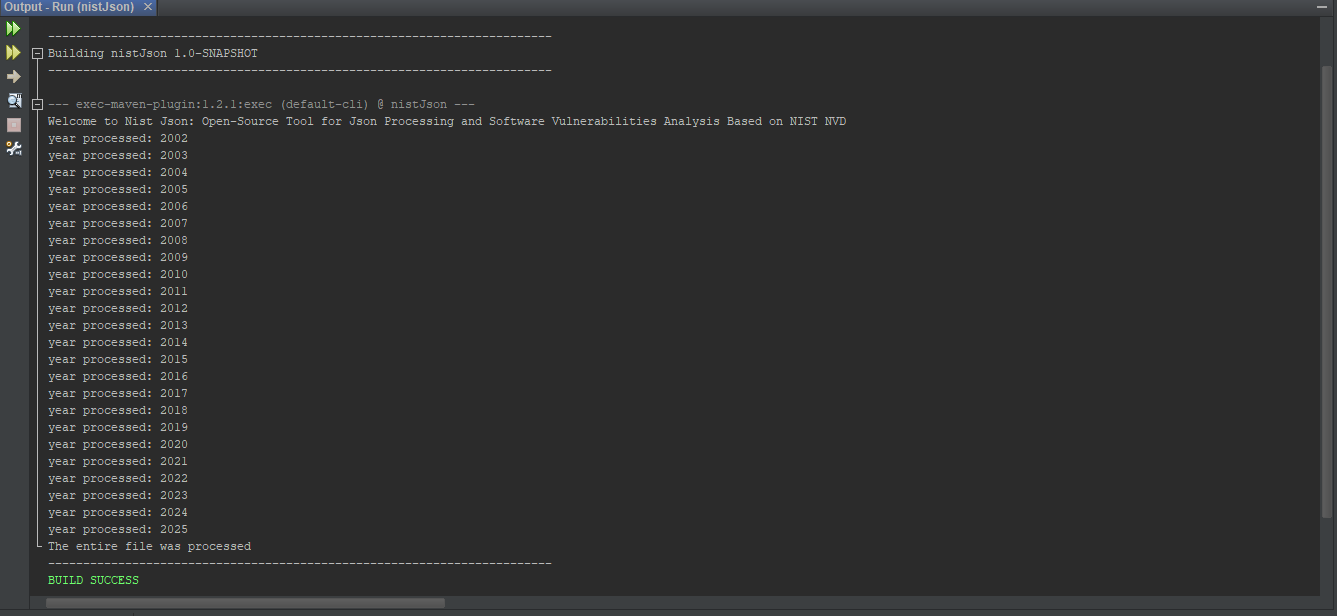 Output - Run (nistJson)
------------------------------------------------------------------------
Building nistJson 1.0-SNAPSHOT
------------------------------------------------------------------------
--- exec-maven-plugin:1.2.1:exec (default-cli) @ nistJson ---
Welcome to Nist Json: Open-Source Tool for Json Processing and Software Vulnerabilities Analysis Based on NIST NVD
year processed: 2002
year processed: 2003
year processed: 2004
year processed: 2005
year processed: 2006
year processed: 2007
year processed: 2008
year processed: 2009
year processed: 2010
year processed: 2011
year processed: 2012
year processed: 2013
year processed: 2014
year processed: 2015
year processed: 2016
year processed: 2017
year processed: 2018
year processed: 2019
year processed: 2020
year processed: 2021
year processed: 2022
year processed: 2023
year processed: 2024
year processed: 2025
The entire file was processed
------------------------------------------------------------------------
BUILD SUCCESS